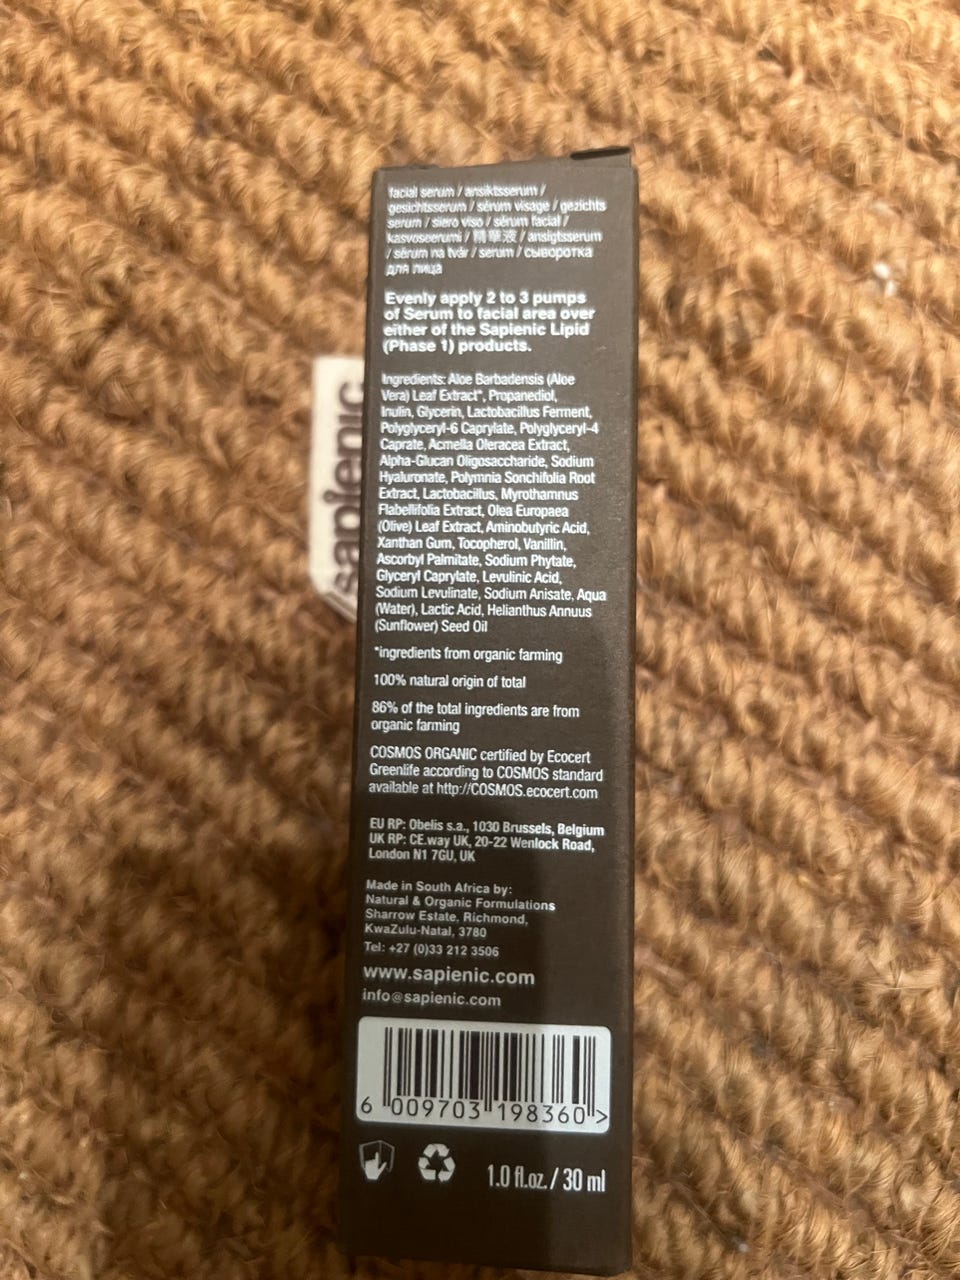 facial serum / ansiktsserum /
gesichtsserum / sérum visage / gezichts
serum / siero viso / sérum facial /
kasvoseerumi / 精華液 / ansigtsserum
/ sérum na tvár / serum / сыворотка
для лица
Evenly apply 2 to 3 pumps
of Serum to facial area over
either of the Sapienic Lipid
(Phase 1) products.
Ingredients: Aloe Barbadensis (Aloe
Vera) Leaf Extract*, Propanediol,
Inulin, Glycerin, Lactobacillus Ferment,
Polyglyceryl-6 Caprylate, Polyglyceryl-4
Caprate, Acmella Oleracea Extract,
Alpha-Glucan Oligosaccharide, Sodium
Hyaluronate, Polymnia Sonchifolia Root
Extract, Lactobacillus, Myrothamnus
Flabellifolia Extract, Olea Europaea
(Olive) Leaf Extract, Aminobutyric Acid,
Xanthan Gum, Tocopherol, Vanillin,
Ascorbyl Palmitate, Sodium Phytate,
Glyceryl Caprylate, Levulinic Acid,
Sodium Levulinate, Sodium Anisate, Aqua
(Water), Lactic Acid, Helianthus Annuus
(Sunflower) Seed Oil
*ingredients from organic farming
100% natural origin of total
86% of the total ingredients are from
organic farming
COSMOS ORGANIC certified by Ecocert
Greenlife according to COSMOS standard
available at http://COSMOS.ecocert.com
EU RP: Obelis s.a., 1030 Brussels, Belgium
UK RP: CE.way UK, 20-22 Wenlock Road,
London N1 7GU, UK
Made in South Africa by:
Natural & Organic Formulations
Sharrow Estate, Richmond,
KwaZulu-Natal, 3780
Tel: +27 (0)33 212 3506
www.sapienic.com
info@sapienic.com
6 009703 198360 >
1.0 fl.oz. / 30 ml
sapienic